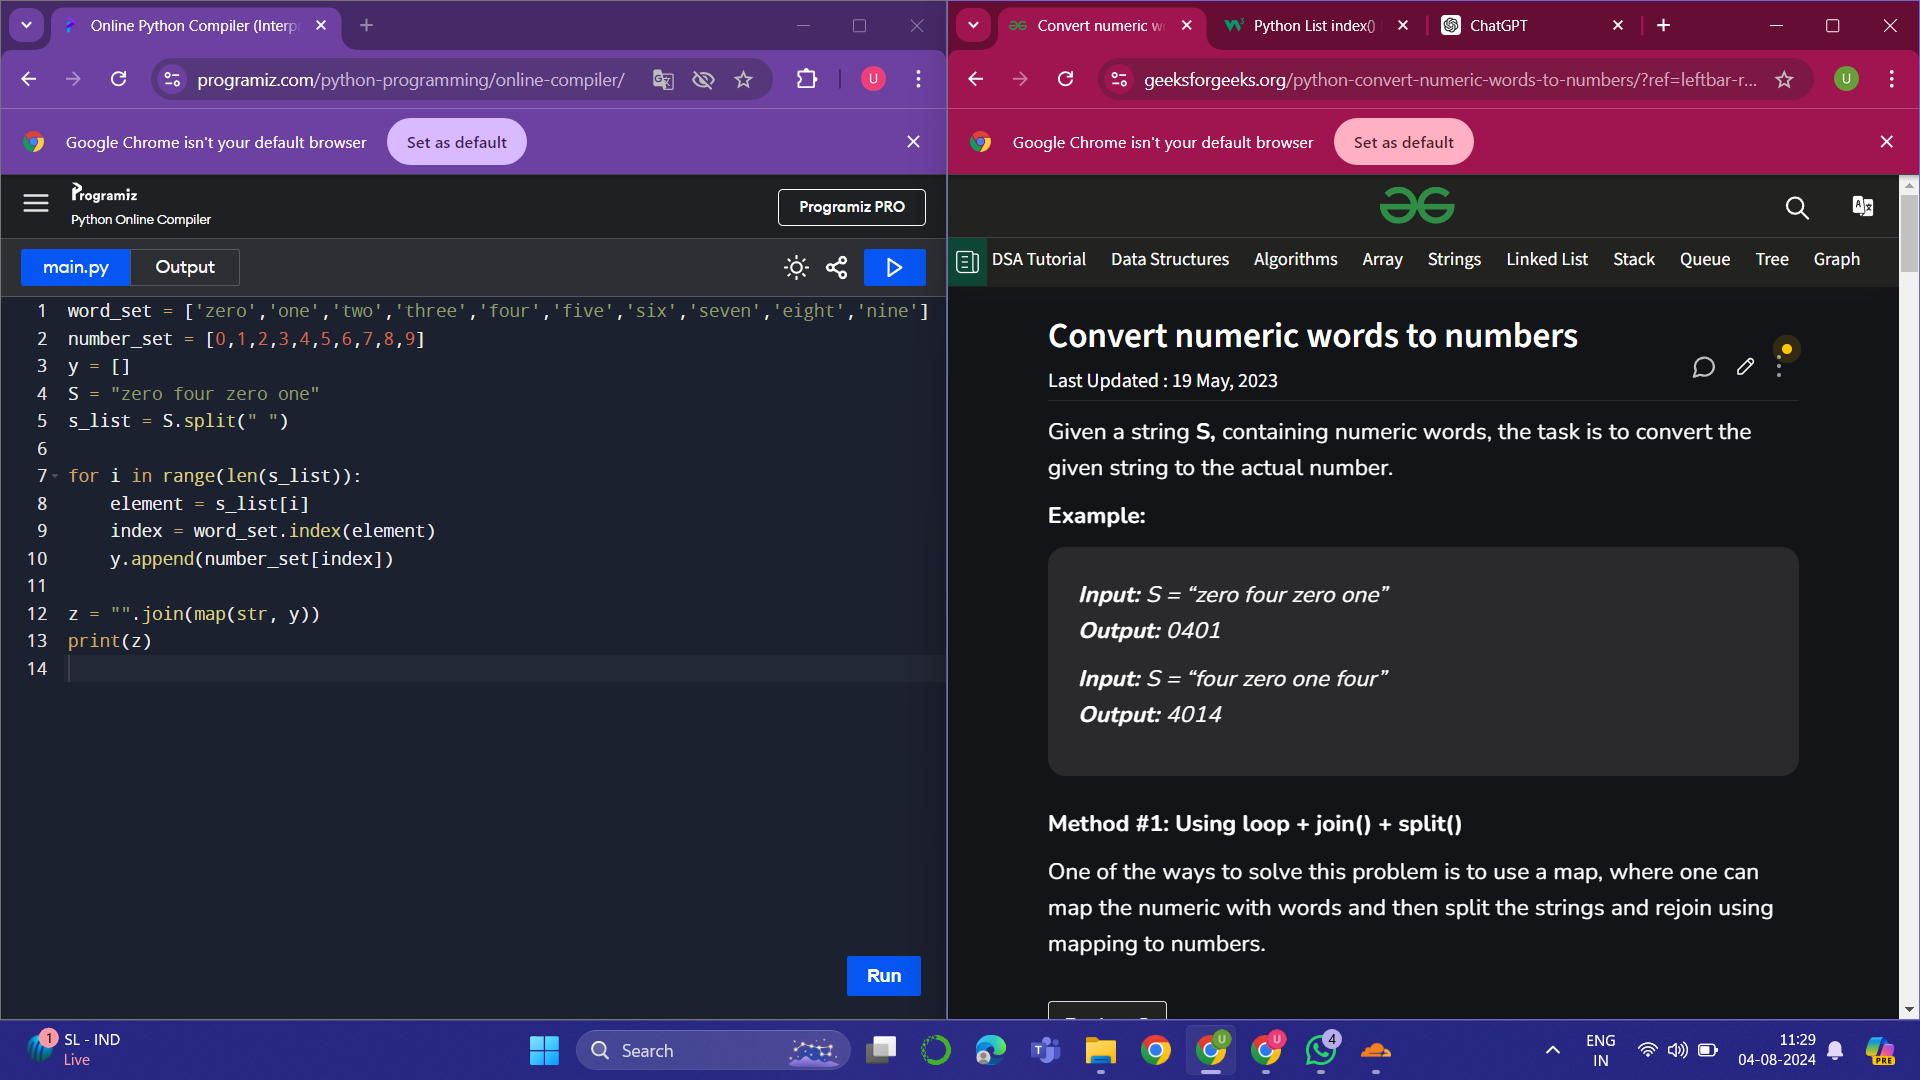 Online Python Compiler (Interp
programiz.com/python-programming/online-compiler/
U
Google Chrome isn't your default browser
Set as default
Programiz
Python Online Compiler
Programiz PRO
main.py
Output
1 word_set = ['zero','one','two','three','four','five','six','seven','eight','nine']
2 number_set = [0,1,2,3,4,5,6,7,8,9]
3 y = []
4 S = "zero four zero one"
5 s_list = S.split(" ")
6
7 for i in range(len(s_list)):
8     element = s_list[i]
9     index = word_set.index(element)
10     y.append(number_set[index])
11
12 z = "".join(map(str, y))
13 print(z)
14
Run
Convert numeric w
Python List index()
ChatGPT
geeksforgeeks.org/python-convert-numeric-words-to-numbers/?ref=leftbar-r...
U
Google Chrome isn't your default browser
Set as default
DSA Tutorial Data Structures Algorithms Array Strings Linked List Stack Queue Tree Graph
Convert numeric words to numbers
Last Updated : 19 May, 2023
Given a string S, containing numeric words, the task is to convert the
given string to the actual number.
Example:
Input: S = “zero four zero one”
Output: 0401
Input: S = “four zero one four”
Output: 4014
Method #1: Using loop + join() + split()
One of the ways to solve this problem is to use a map, where one can
map the numeric with words and then split the strings and rejoin using
mapping to numbers.
1
SL - IND
Live
Search
U
U
4
ENG
IN
11:29
04-08-2024
PRE